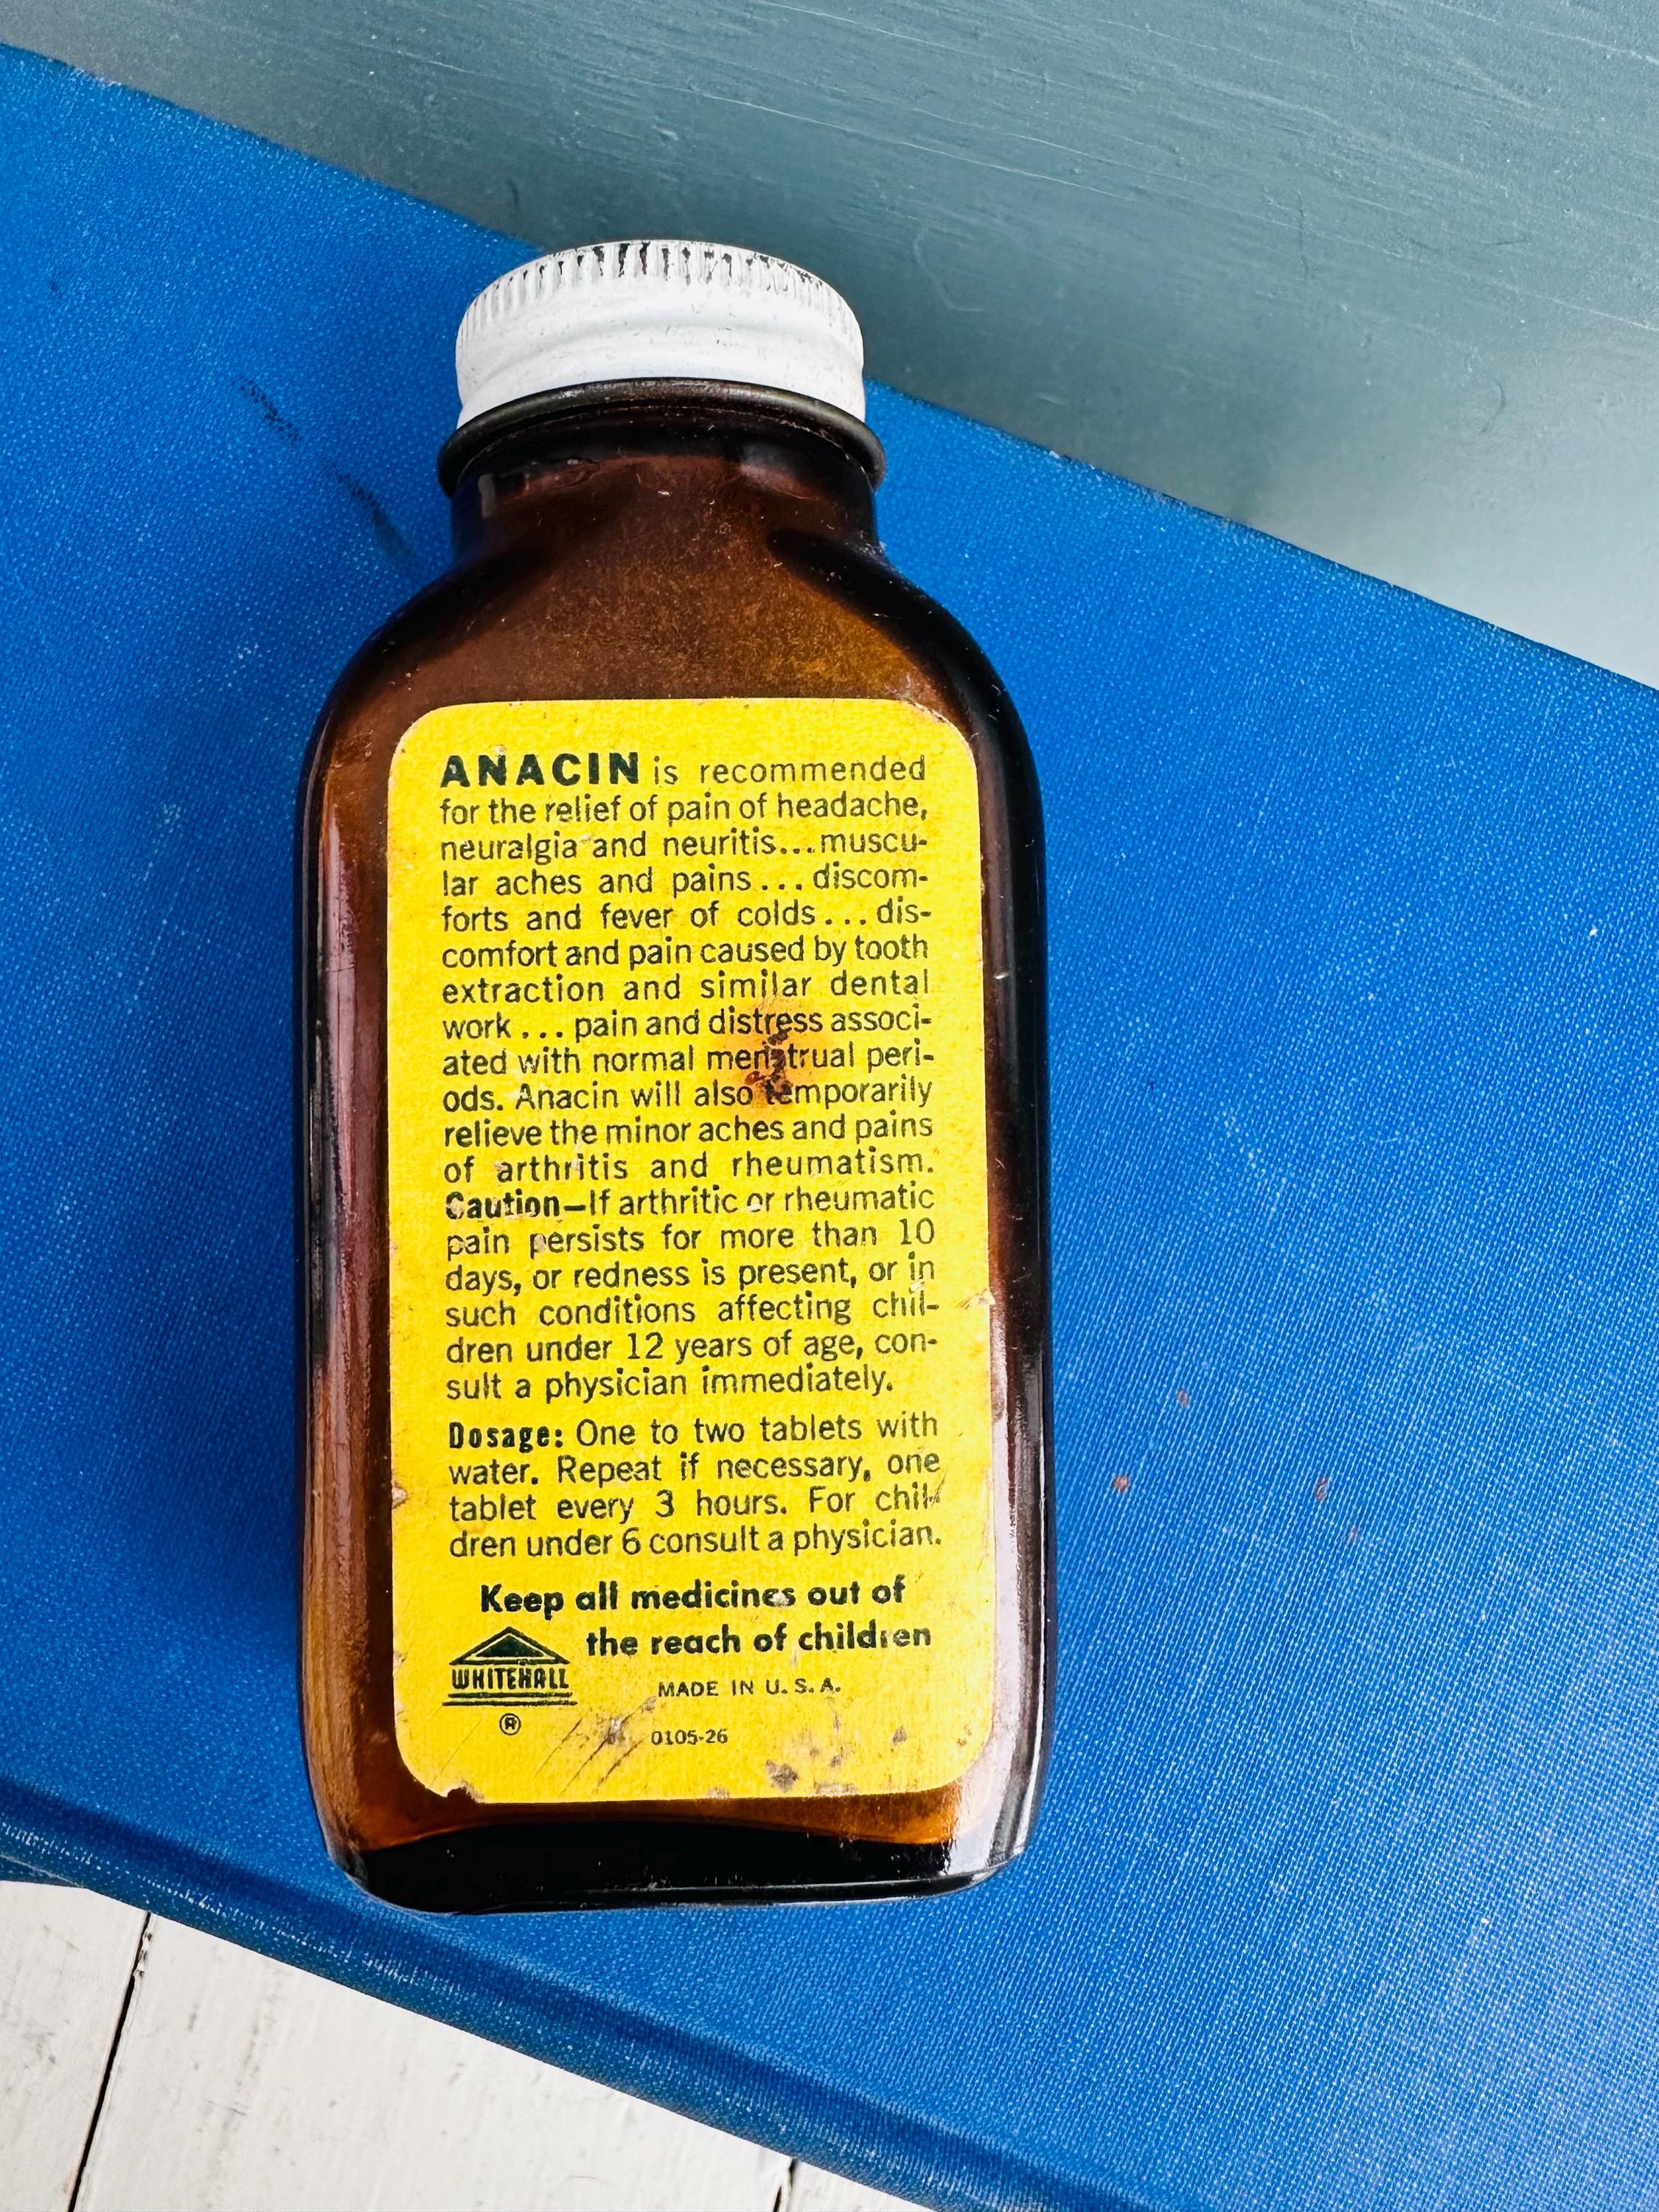 ANACIN is recommended
for the relief of pain of headache,
neuralgia and neuritis...muscu-
lar aches and pains...discom-
forts and fever of colds...dis-
comfort and pain caused by tooth
extraction and similar dental
work...pain and distress associ-
ated with normal menstrual peri-
ods. Anacin will also temporarily
relieve the minor aches and pains
of arthritis and rheumatism.
Caution—If arthritic or rheumatic
pain persists for more than 10
days, or redness is present, or in
such conditions affecting chil-
dren under 12 years of age, con-
sult a physician immediately.
Dosage: One to two tablets with
water. Repeat if necessary, one
tablet every 3 hours. For chil-
dren under 6 consult a physician.
Keep all medicines out of
the reach of children
WHITEHALL
®
MADE IN U.S.A.
0105-26